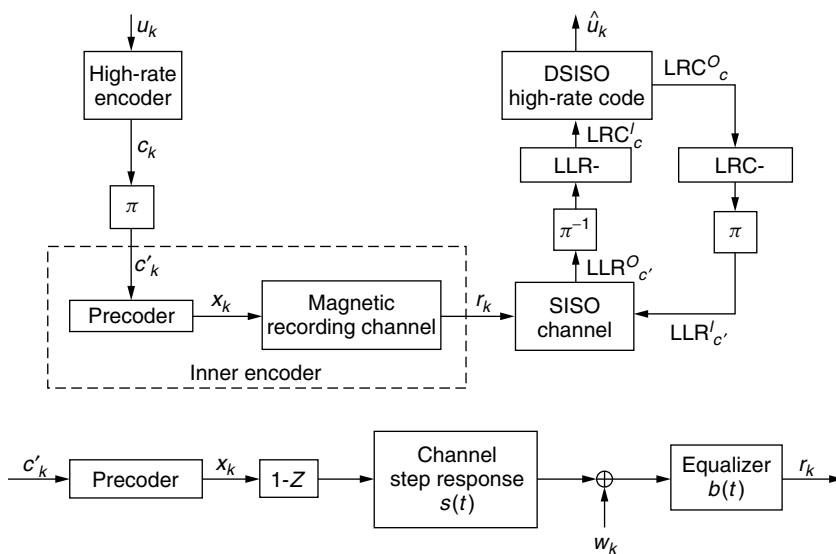 u_k
High-rate
encoder
c_k
π
c'_k
Precoder
x_k
Magnetic
recording channel
r_k
Inner encoder
û_k
DSISO
high-rate code
LRC^O_c
LRC^I_c
LLR-
LRC-
π^−1
π
LLR^O_c'
SISO
channel
LLR^I_c'
c'_k
Precoder
x_k
1-Z
Channel
step response
s(t)
w_k
Equalizer
b(t)
r_k